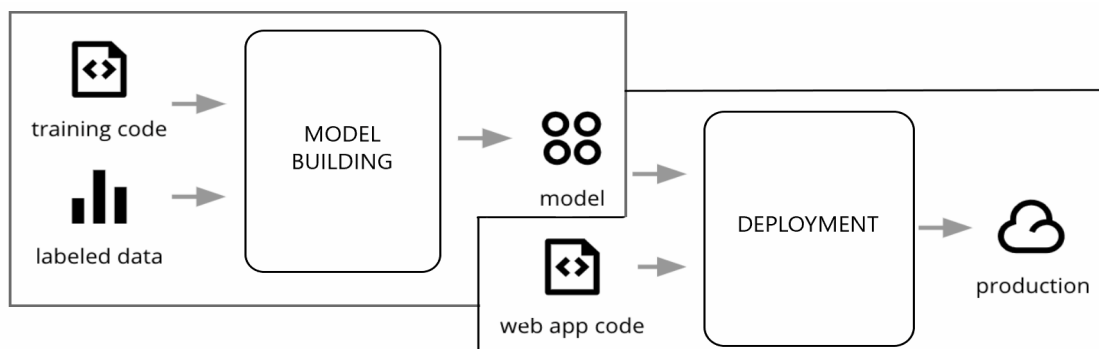 training code
labeled data
MODEL
BUILDING
model
web app code
DEPLOYMENT
production